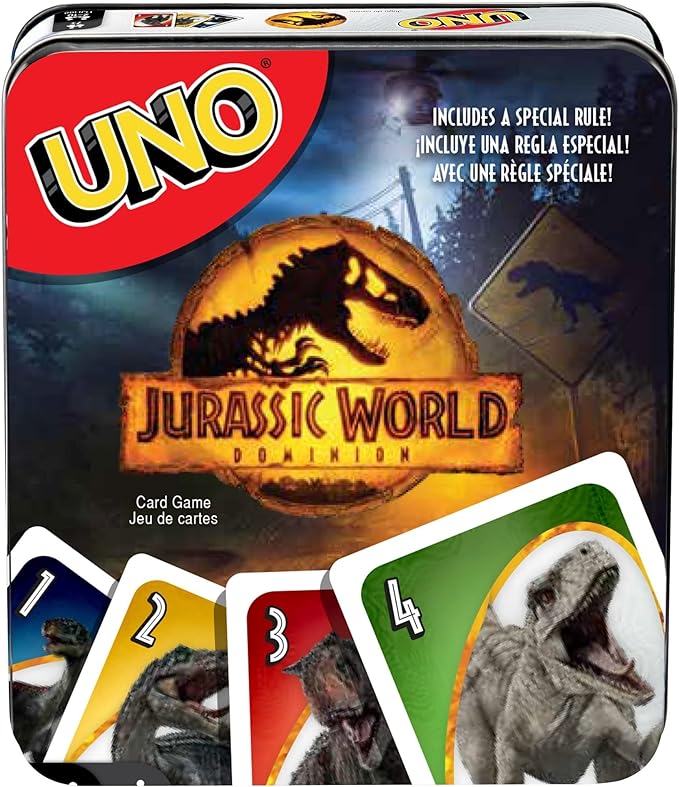 UNO
UNO®
INCLUDES A SPECIAL RULE!
¡INCLUYE UNA REGLA ESPECIAL!
AVEC UNE RÈGLE SPÉCIALE!
JURASSIC WORLD
DOMINION
Card Game
Jeu de cartes
1
2
3
4